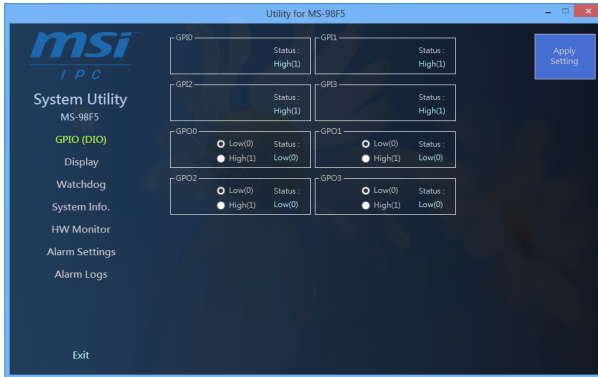 Utility for MS-98F5
msi
IPC
System Utility
MS-98F5
GPIO (DIO)
Display
Watchdog
System Info.
HW Monitor
Alarm Settings
Alarm Logs
Exit
GPI0
Status :
High(1)
GPI1
Status :
High(1)
GPI2
Status :
High(1)
GPI3
Status :
High(1)
GPO0
Low(0) Status :
High(1) Low(0)
GPO1
Low(0) Status :
High(1) Low(0)
GPO2
Low(0) Status :
High(1) Low(0)
GPO3
Low(0) Status :
High(1) Low(0)
Apply
Setting